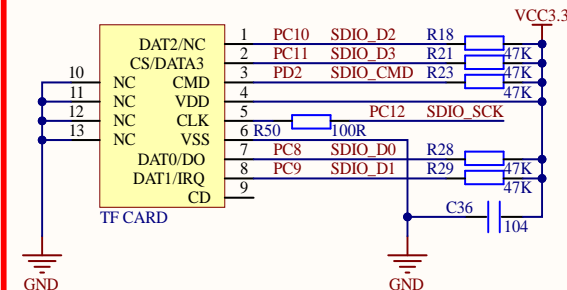 VCC3.3
DAT2/NC 1 PC10 SDIO_D2 R18
CS/DATA3 2 PC11 SDIO_D3 R21 47K
10 NC CMD 3 PD2 SDIO_CMD R23 47K
11 NC VDD 4 47K
12 NC CLK 5 PC12 SDIO_SCK
13 NC VSS 6 R50 100R
DAT0/DO 7 PC8 SDIO_D0 R28
DAT1/IRQ 8 PC9 SDIO_D1 R29 47K
CD 9 47K
TF CARD
C36
104
GND GND